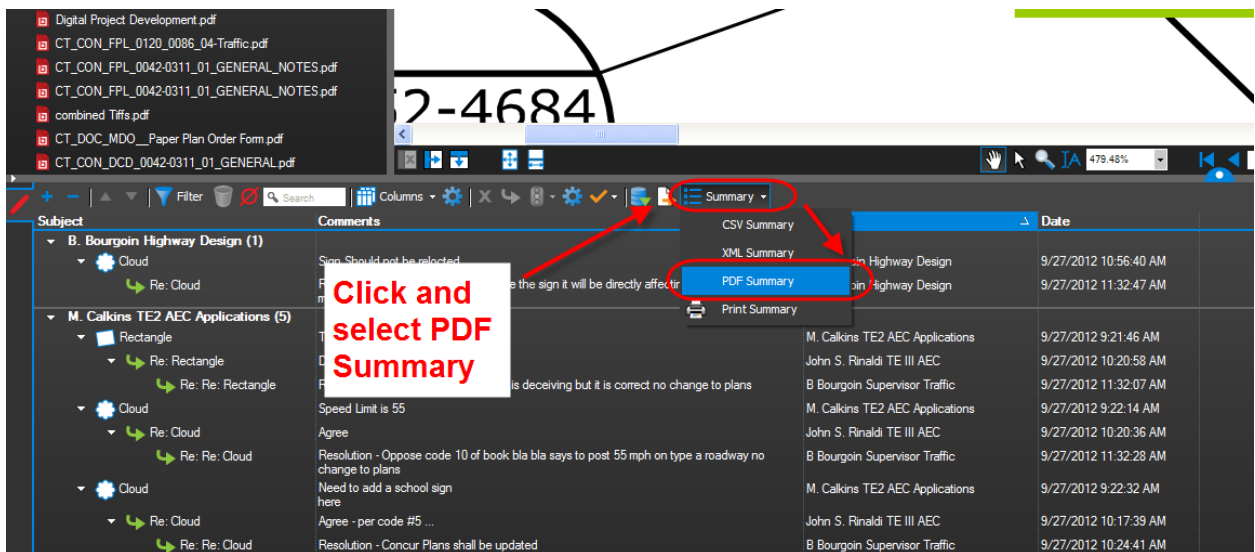 Digital Project Development.pdf
CT_CON_FPL_0120_0086_04-Traffic.pdf
CT_CON_FPL_0042-0311_01_GENERAL_NOTES.pdf
CT_CON_FPL_0042-0311_01_GENERAL_NOTES.pdf
combined Tiffs.pdf
CT_DOC_MDO__Paper Plan Order Form.pdf
CT_CON_DCD_0042-0311_01_GENERAL.pdf
2-4684
479.48%
Filter Search Columns Summary
Subject Comments Date
CSV Summary
XML Summary
PDF Summary
Print Summary
Click and
select PDF
Summary
B. Bourgoin Highway Design (1)
Cloud Sign Should not be relocted Highway Design 9/27/2012 10:56:40 AM
Re: Cloud the sign it will be directly Highway Design 9/27/2012 11:32:47 AM
M. Calkins TE2 AEC Applications (5)
Rectangle M. Calkins TE2 AEC Applications 9/27/2012 9:21:46 AM
Re: Rectangle John S. Rinaldi TE III AEC 9/27/2012 10:20:58 AM
Re: Re: Rectangle is deceiving but it is correct no change to plans B Bourgoin Supervisor Traffic 9/27/2012 11:32:07 AM
Cloud Speed Limit is 55 M. Calkins TE2 AEC Applications 9/27/2012 9:22:14 AM
Re: Cloud Agree John S. Rinaldi TE III AEC 9/27/2012 10:20:36 AM
Re: Re: Cloud Resolution - Oppose code 10 of book bla bla says to post 55 mph on type a roadway no B Bourgoin Supervisor Traffic 9/27/2012 11:32:28 AM
change to plans
Cloud Need to add a school sign M. Calkins TE2 AEC Applications 9/27/2012 9:22:32 AM
here
Re: Cloud Agree - per code #5 ... John S. Rinaldi TE III AEC 9/27/2012 10:17:39 AM
Re: Re: Cloud Resolution - Concur Plans shall be updated B Bourgoin Supervisor Traffic 9/27/2012 10:24:41 AM